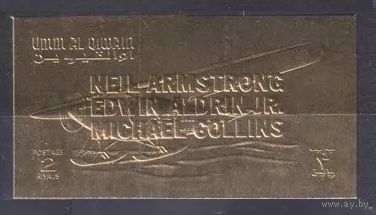 UMM AL QIWAIN
ام القيوين
NEIL ARMSTRONG
EDWIN ALDRIN JR.
MICHAEL COLLINS
POSTAGE
2
RIYALS
٢
www.ay.by